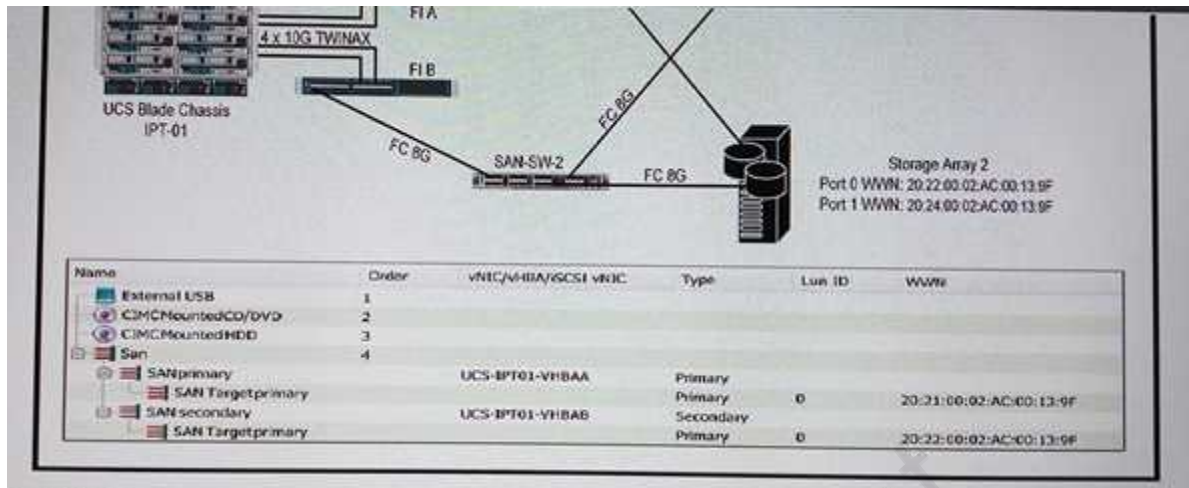 FI A
4 x 10G TWINAX
FI B
UCS Blade Chassis
IPT-01
FC 8G
FC 8G
SAN-SW-2
FC 8G
Storage Array 2
Port 0 WWN: 20:22:00:02:AC:00:13:9F
Port 1 WWN: 20:24:00:02:AC:00:13:9F
Name Order vNIC/vHBA/iSCSI vNIC Type Lun ID WWN
External USB 1
CIMCMountedCD/DVD 2
CIMCMountedHDD 3
San 4
SANprimary UCS-IPT01-VHBAA Primary
SAN Targetprimary Primary 0 20:21:00:02:AC:00:13:9F
SAN secondary UCS-IPT01-VHBAB Secondary
SAN Targetprimary Primary 0 20:22:00:02:AC:00:13:9F